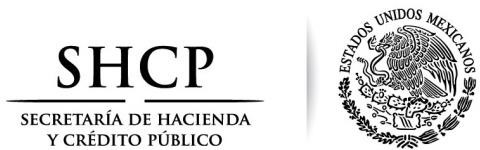 SHCP
SECRETARÍA DE HACIENDA
Y CRÉDITO PÚBLICO
ESTADOS UNIDOS MEXICANOS